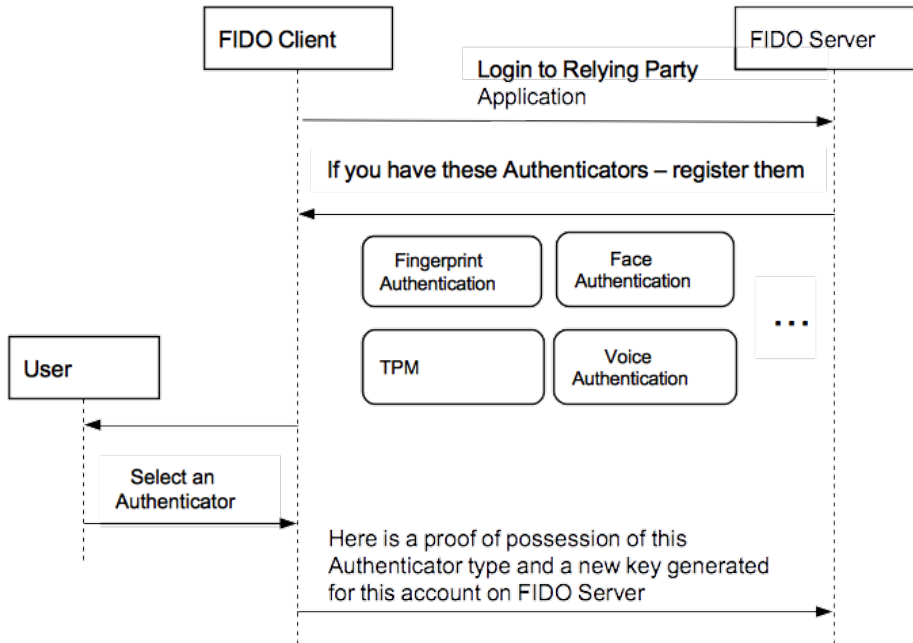 FIDO Client
FIDO Server
Login to Relying Party
Application
If you have these Authenticators – register them
Fingerprint
Authentication
Face
Authentication
...
TPM
Voice
Authentication
User
Select an
Authenticator
Here is a proof of possession of this
Authenticator type and a new key generated
for this account on FIDO Server